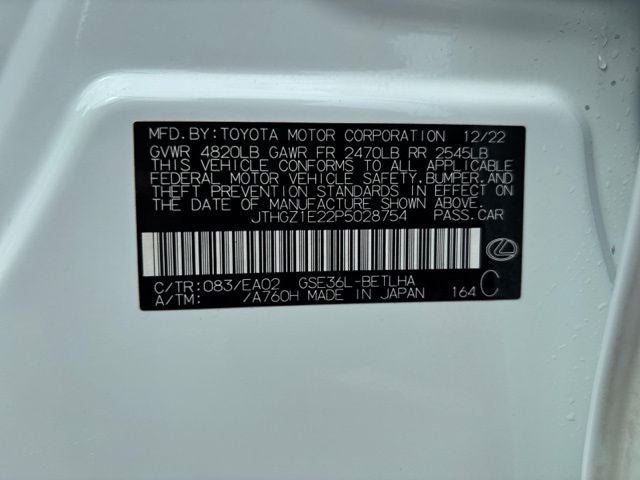 MFD.BY:TOYOTA MOTOR CORPORATION 12/22
GVWR 4820LB GAWR FR 2470LB RR 2545LB
THIS VEHICLE CONFORMS TO ALL APPLICABLE
FEDERAL MOTOR VEHICLE SAFETY,BUMPER,AND
THEFT PREVENTION STANDARDS IN EFFECT
ON THE DATE OF MANUFACTURE SHOWN ABOVE.
JTHGZ1E22P5028754 PASS.CAR
C/TR:083/EA02 GSE36L-BETLHA
A/TM: /A760H MADE IN JAPAN 164 C